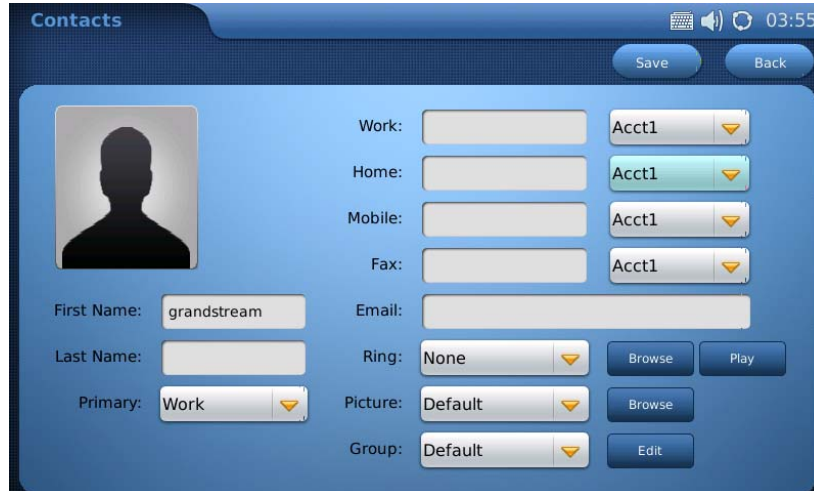 Contacts 03:55
Save Back
Work: Acct1
Home: Acct1
Mobile: Acct1
Fax: Acct1
First Name: grandstream Email:
Last Name: Ring: None Browse Play
Primary: Work Picture: Default Browse
Group: Default Edit